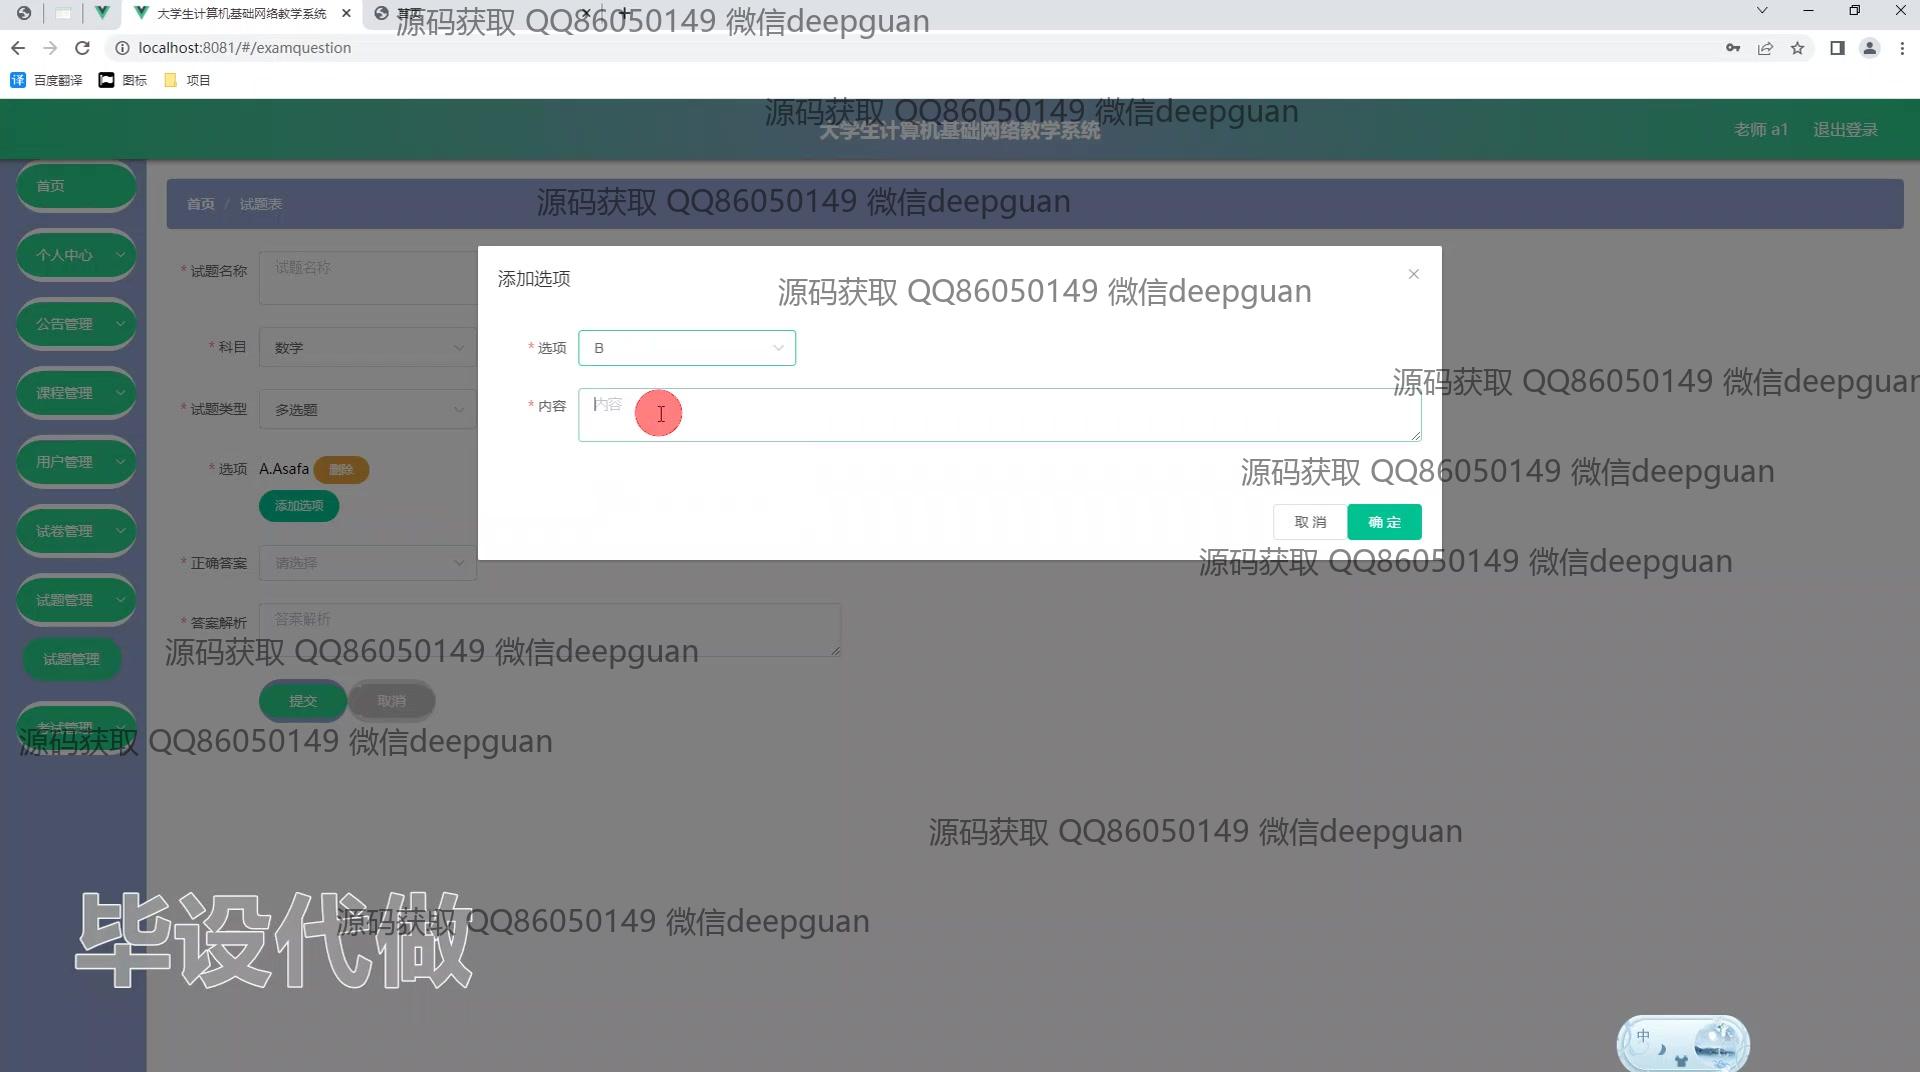 大学生计算机基础网络教学系统
首页
源码获取 QQ86050149 微信deepguan
localhost:8081/#/examquestion
百度翻译
图标
项目
源码获取 QQ86050149 微信deepguan
大学生计算机基础网络教学系统
老师 a1
退出登录
首页
首页 / 试题表
源码获取 QQ86050149 微信deepguan
个人中心
*试题名称
试题名称
添加选项
源码获取 QQ86050149 微信deepguan
公告管理
*科目
数学
*选项
B
课程管理
*试题类型
多选题
*内容
内容
源码获取 QQ86050149 微信deepguan
用户管理
*选项
A.Asafa
删除
源码获取 QQ86050149 微信deepguan
添加选项
取消
确定
试卷管理
*正确答案
请选择
源码获取 QQ86050149 微信deepguan
试题管理
*答案解析
答案解析
试题管理
源码获取 QQ86050149 微信deepguan
提交
取消
考试管理
源码获取 QQ86050149 微信deepguan
源码获取 QQ86050149 微信deepguan
毕设代做
源码获取 QQ86050149 微信deepguan
中